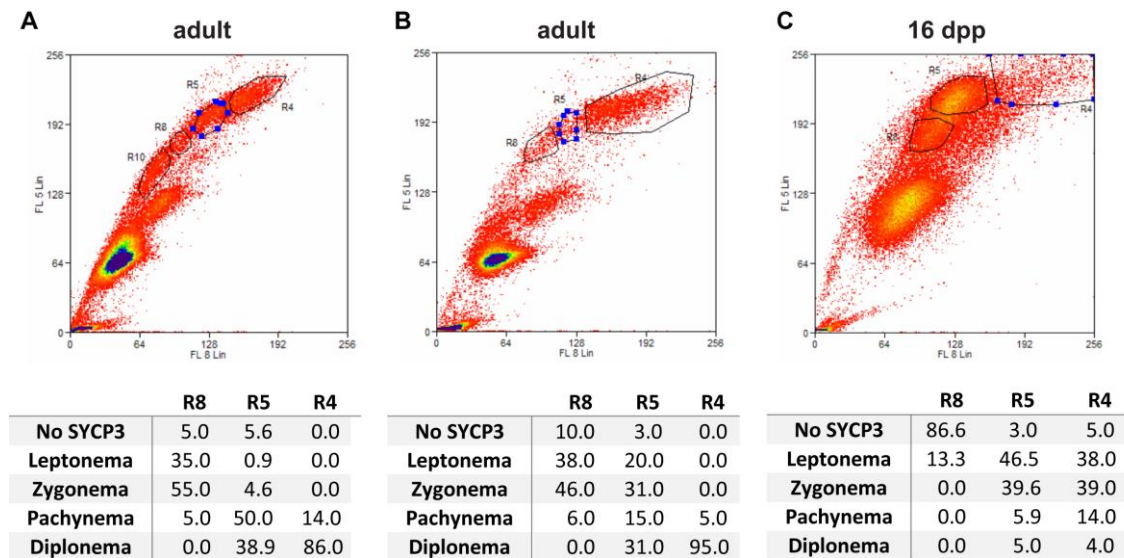 A adult
B adult
C 16 dpp
256
192
128
64
0
FL 5 Lin
R5
R4
R8
R10
0 64 128 192 256
FL 8 Lin
256
192
128
64
0
FL 5 Lin
R4
R5
R8
0 64 128 192 256
FL 8 Lin
256
192
128
64
0
FL 5 Lin
R5
R4
R8
0 64 128 192 256
FL 8 Lin
R8 R5 R4
No SYCP3 5.0 5.6 0.0
Leptonema 35.0 0.9 0.0
Zygonema 55.0 4.6 0.0
Pachynema 5.0 50.0 14.0
Diplonema 0.0 38.9 86.0
R8 R5 R4
No SYCP3 10.0 3.0 0.0
Leptonema 38.0 20.0 0.0
Zygonema 46.0 31.0 0.0
Pachynema 6.0 15.0 5.0
Diplonema 0.0 31.0 95.0
R8 R5 R4
No SYCP3 86.6 3.0 5.0
Leptonema 13.3 46.5 38.0
Zygonema 0.0 39.6 39.0
Pachynema 0.0 5.9 14.0
Diplonema 0.0 5.0 4.0